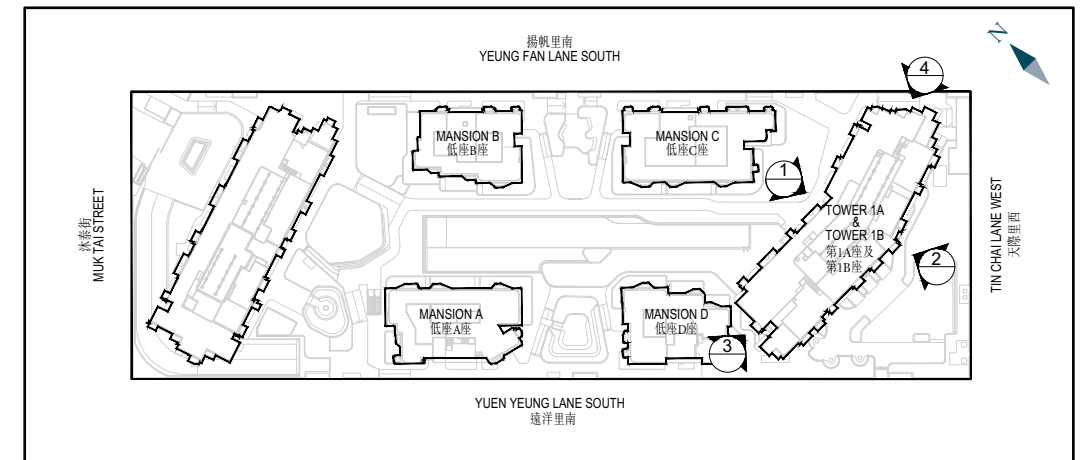 揚帆里南
YEUNG FAN LANE SOUTH
N
4
MANSION B
低座B座
MANSION C
低座C座
1
沐泰街
MUK TAI STREET
TOWER 1A
&
TOWER 1B
第1A座及
第1B座
2
TIN CHAI LANE WEST
天際里西
MANSION A
低座A座
MANSION D
低座D座
3
YUEN YEUNG LANE SOUTH
遠洋里南